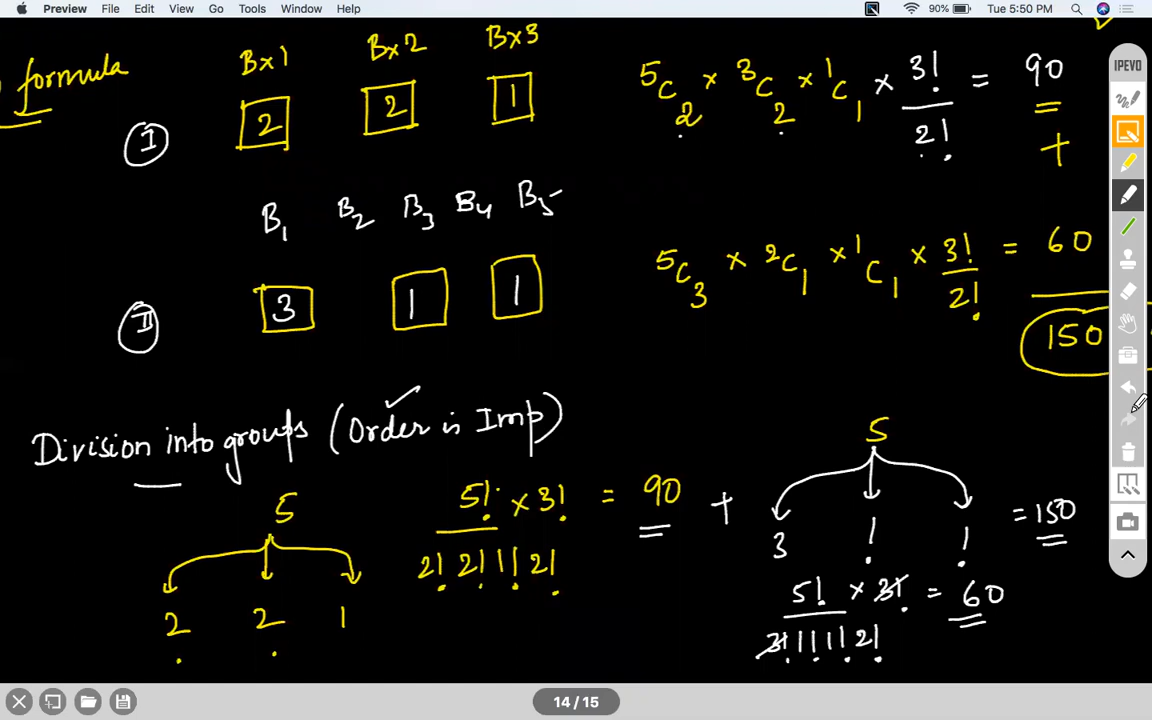 Preview File Edit View Tools Window Help 90% Tue 5:50 PM
formula
Bx1 Bx2 Bx3
I 2 2 1 ⁵C₂ × ³C₂ × ¹C₁ × 3!/2! = 90
+
B₁ B₂ B₃ B₄ B₅
II 3 1 1 ⁵C₃ × ²C₁ × ¹C₁ × 3!/2! = 60
150
Division into groups (Order is Imp)
5
2 2 1
5!/2! 2! 1! 2! × 3! = 90 +
5
3 1 1 = 150
5!/3! 1! 1! 2! × 3! = 60
IPEVO
14 / 15